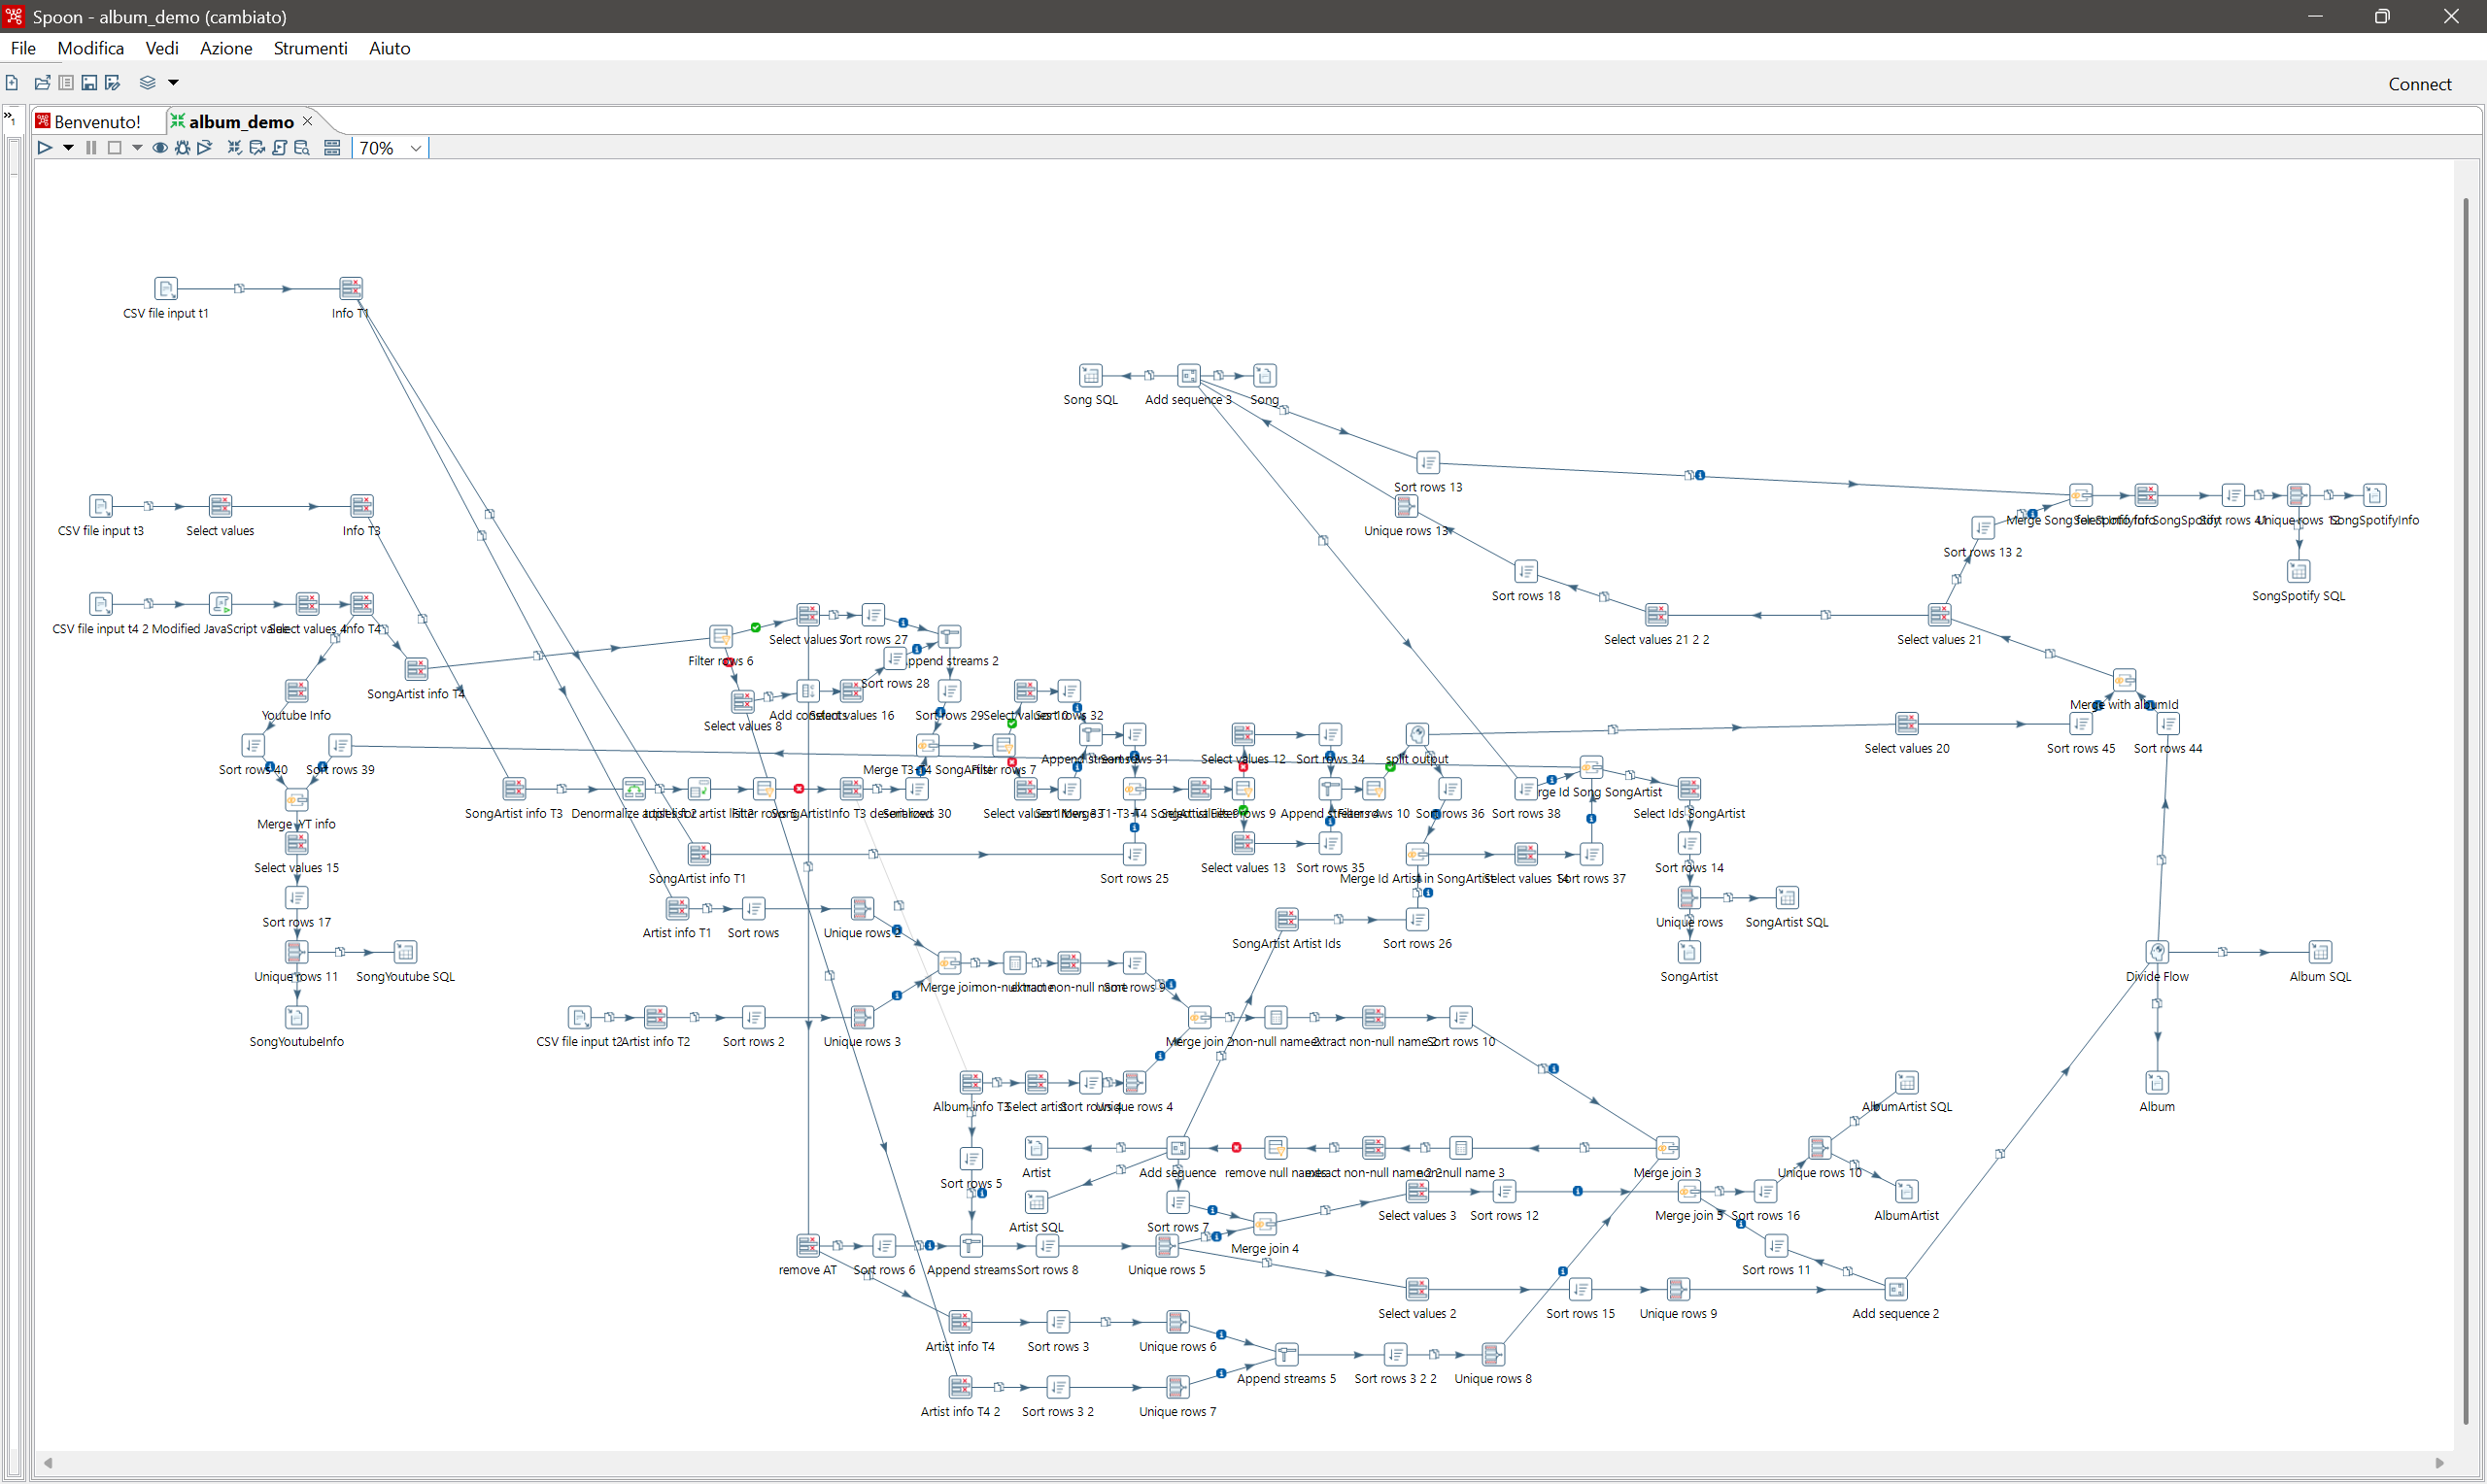 Spoon - album_demo (cambiato)
File Modifica Vedi Azione Strumenti Aiuto
Connect
Benvenuto! album_demo
70%
CSV file input t1 Info T1
Song SQL Add sequence 3 Song
Sort rows 13
Unique rows 13
CSV file input t3 Select values Info T3
Merge Song Sort rows 41 Unique rows 12 SongSpotifyInfo
Sort rows 13 2
Sort rows 18
SongSpotify SQL
CSV file input t4 2 Modified JavaScript value Select values 4 Info T4
Select values 7 Sort rows 27
Select values 21 2 2 Select values 21
Filter rows 6 Append streams 2
SongArtist info T4 Sort rows 28
Merge with albumId
Youtube Info Select values 8 Add constants Select values 16 Sort rows 29 Select values 10 Sort rows 32
Select values 20 Sort rows 45 Sort rows 44
Sort rows 40 Sort rows 39 Merge T3-T4 SongArtist Filter rows 7 Append streams Sort rows 31 Select values 12 Sort rows 34 split output
Merge Id Song SongArtist
SongArtist info T3 Denormalize artists for Filter rows 5 SongArtistInfo T3 denormalized Sort rows 30 Select values 11 Sort rows 33 Merge T1-T3-T4 SongArtist Select values 9 Filter rows 9 Append streams 4 Filter rows 10 Sort rows 36 Sort rows 38 Select Ids SongArtist
Merge YT info
Select values 15 SongArtist info T1 Sort rows 25 Select values 13 Sort rows 35 Sort rows 14
Merge Id Artist in SongArtist Select values 14 Sort rows 37
Sort rows 17 Artist info T1 Sort rows Unique rows 2 Unique rows SongArtist SQL
SongArtist Artist Ids Sort rows 26
Unique rows 11 SongYoutube SQL SongArtist Divide Flow Album SQL
Merge join non-null name extract non-null name Sort rows 9
SongYoutubeInfo CSV file input t2 Artist info T2 Sort rows 2 Unique rows 3 Merge join 2 non-null name 2 extract non-null name 2 Sort rows 10
Album info T3 Select artist Sort rows 4 Unique rows 4 AlbumArtist SQL Album
Artist Add sequence remove null names extract non-null name 2 2 non-null name 3 Merge join 3 Unique rows 10
Sort rows 5
Artist SQL Sort rows 7 Select values 3 Sort rows 12 Merge join 5 Sort rows 16 AlbumArtist
Merge join 4
remove AT Sort rows 6 Append streams Sort rows 8 Unique rows 5 Sort rows 11
Select values 2 Sort rows 15 Unique rows 9 Add sequence 2
Artist info T4 Sort rows 3 Unique rows 6
Append streams 5 Sort rows 3 2 2 Unique rows 8
Artist info T4 2 Sort rows 3 2 Unique rows 7